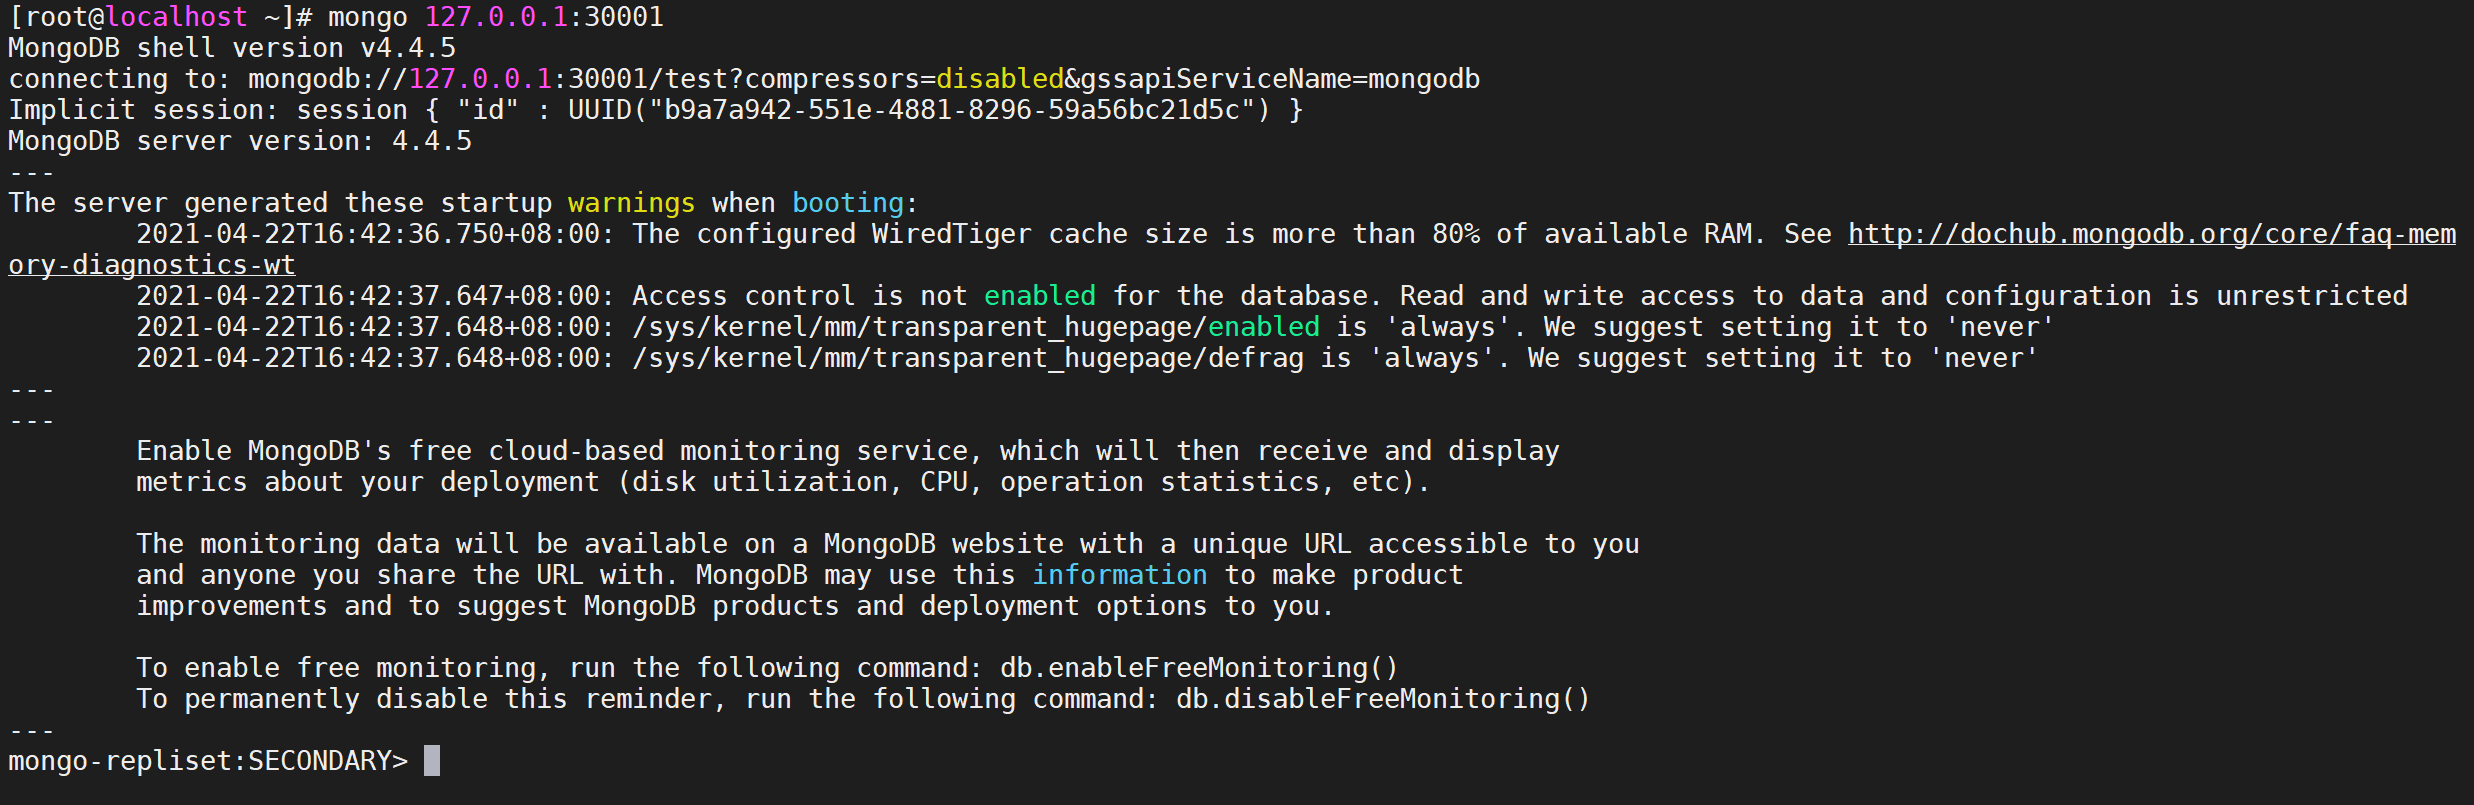 [root@localhost ~]# mongo 127.0.0.1:30001
MongoDB shell version v4.4.5
connecting to: mongodb://127.0.0.1:30001/test?compressors=disabled&gssapiServiceName=mongodb
Implicit session: session { "id" : UUID("b9a7a942-551e-4881-8296-59a56bc21d5c") }
MongoDB server version: 4.4.5
---
The server generated these startup warnings when booting:
        2021-04-22T16:42:36.750+08:00: The configured WiredTiger cache size is more than 80% of available RAM. See http://dochub.mongodb.org/core/faq-mem
ory-diagnostics-wt
        2021-04-22T16:42:37.647+08:00: Access control is not enabled for the database. Read and write access to data and configuration is unrestricted
        2021-04-22T16:42:37.648+08:00: /sys/kernel/mm/transparent_hugepage/enabled is 'always'. We suggest setting it to 'never'
        2021-04-22T16:42:37.648+08:00: /sys/kernel/mm/transparent_hugepage/defrag is 'always'. We suggest setting it to 'never'
---
---
        Enable MongoDB's free cloud-based monitoring service, which will then receive and display
        metrics about your deployment (disk utilization, CPU, operation statistics, etc).

        The monitoring data will be available on a MongoDB website with a unique URL accessible to you
        and anyone you share the URL with. MongoDB may use this information to make product
        improvements and to suggest MongoDB products and deployment options to you.

        To enable free monitoring, run the following command: db.enableFreeMonitoring()
        To permanently disable this reminder, run the following command: db.disableFreeMonitoring()
---
mongo-repliset:SECONDARY>